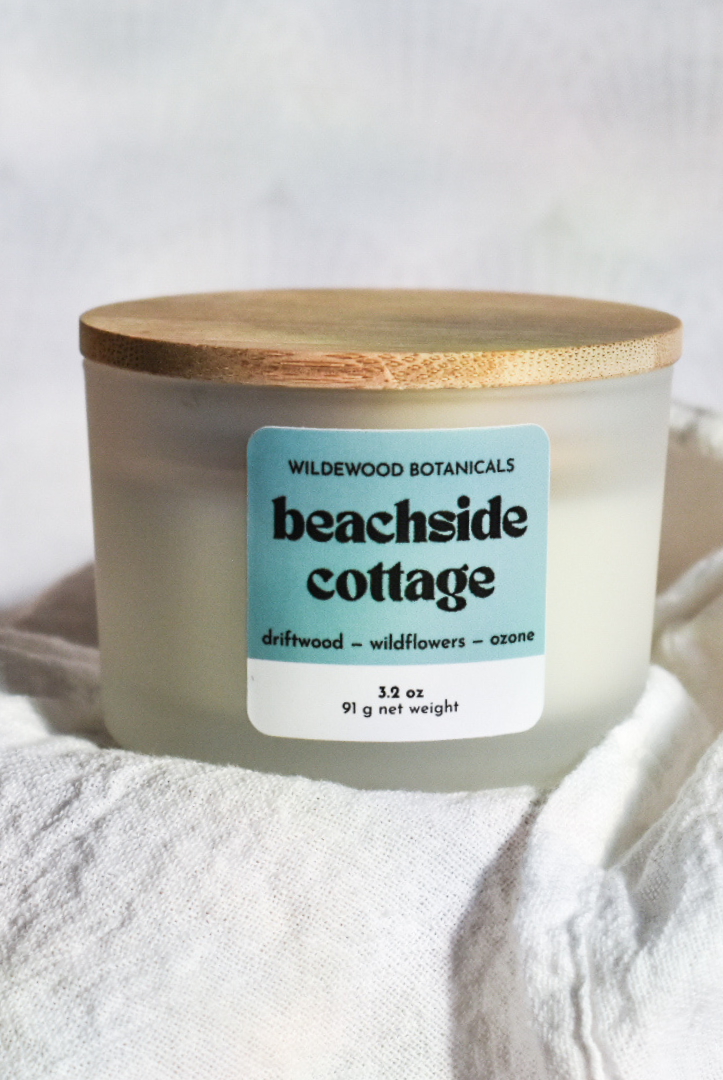 WILDEWOOD BOTANICALS
beachside
cottage
driftwood – wildflowers – ozone
3.2 oz
91 g net weight